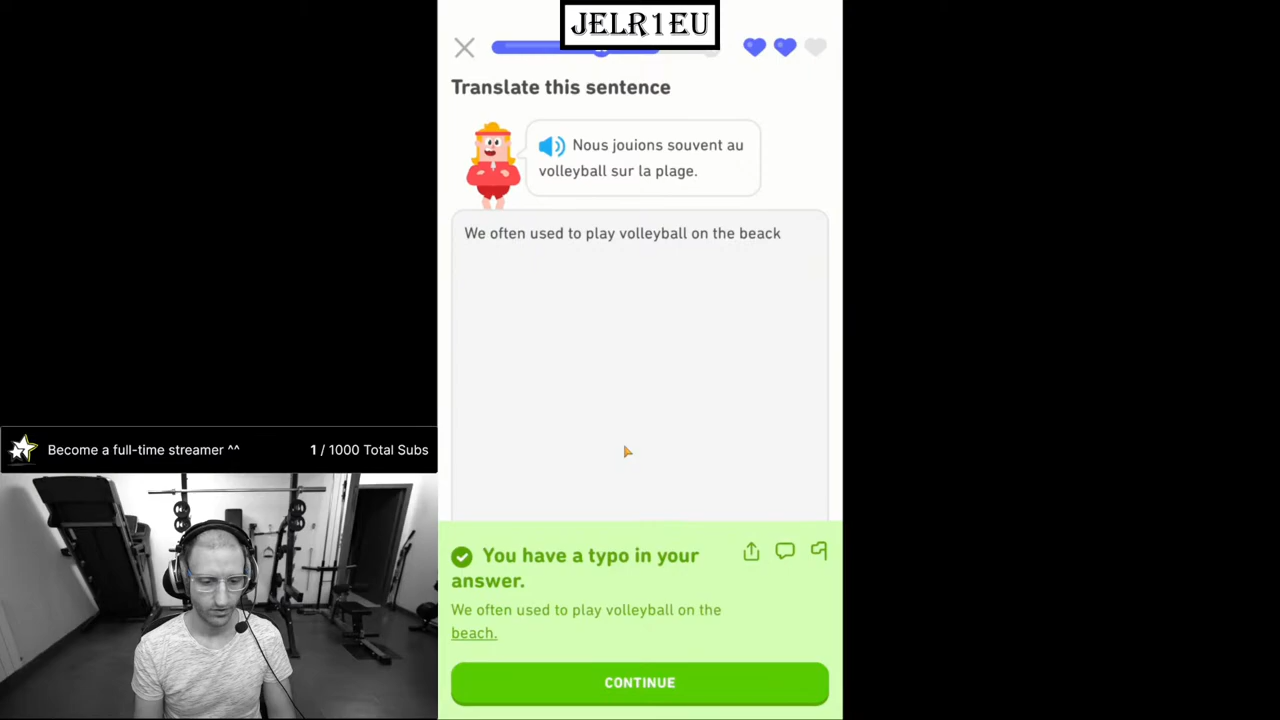 JELR1EU
Translate this sentence
Nous jouions souvent au
volleyball sur la plage.
We often used to play volleyball on the beack
Become a full-time streamer ^^ 1 / 1000 Total Subs
You have a typo in your
answer.
We often used to play volleyball on the
beach.
CONTINUE